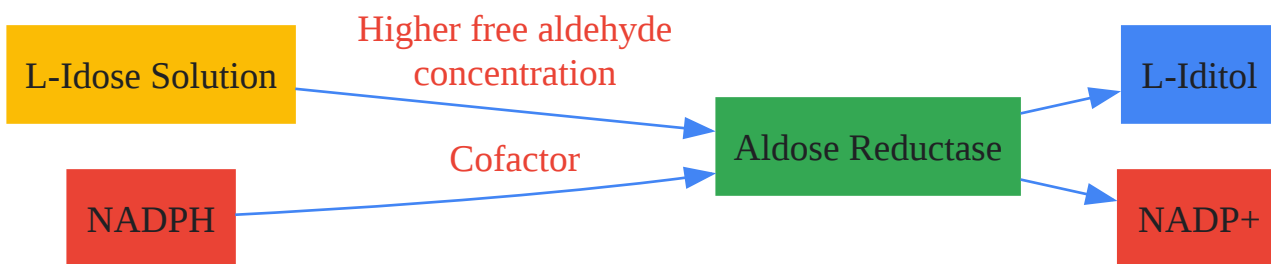 L-Idose Solution
Higher free aldehyde
concentration
Cofactor
NADPH
Aldose Reductase
L-Iditol
NADP+